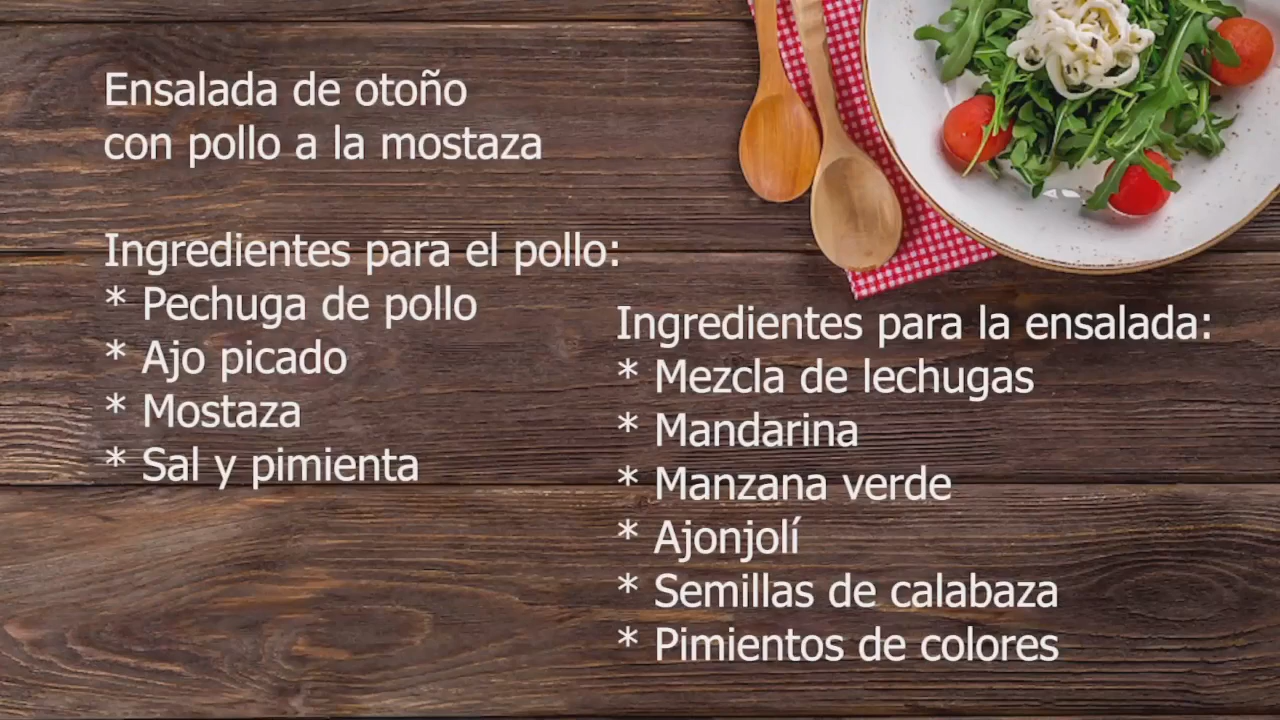 Ensalada de otoño
con pollo a la mostaza
Ingredientes para el pollo:
* Pechuga de pollo
* Ajo picado
* Mostaza
* Sal y pimienta
Ingredientes para la ensalada:
* Mezcla de lechugas
* Mandarina
* Manzana verde
* Ajonjolí
* Semillas de calabaza
* Pimientos de colores